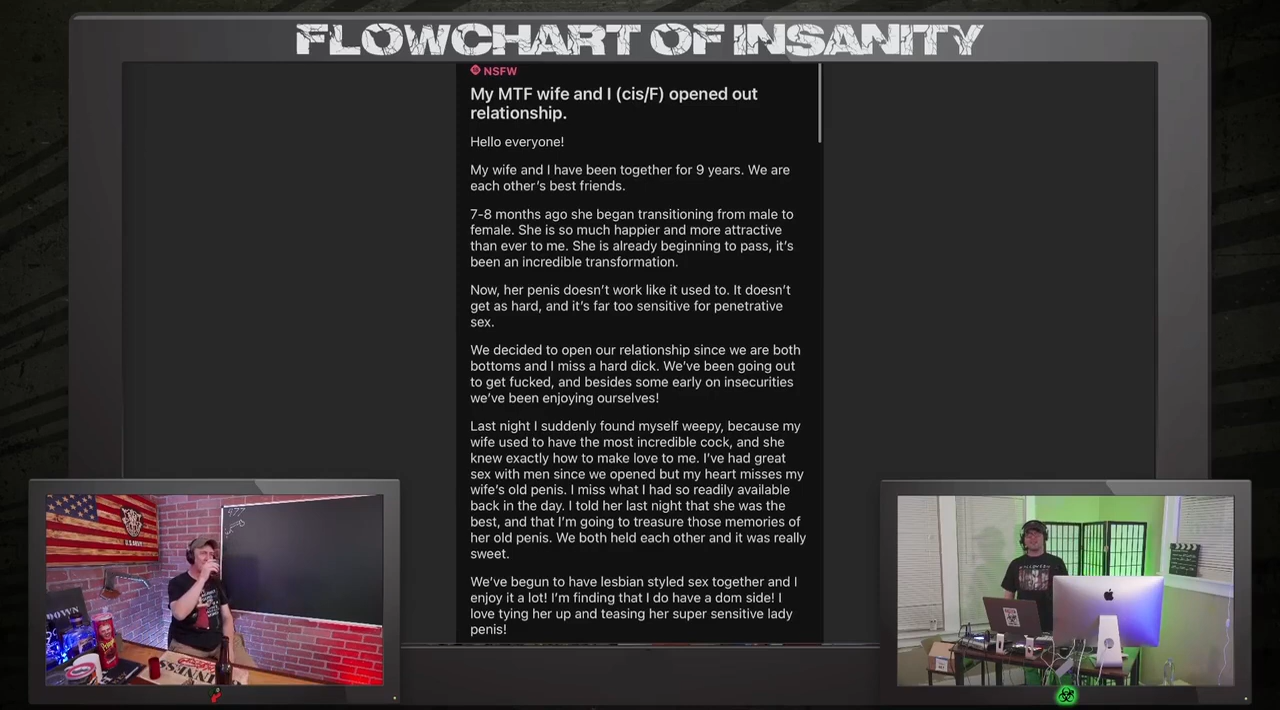 FLOWCHART OF INSANITY
NSFW
My MTF wife and I (cis/F) opened out
relationship.
Hello everyone!
My wife and I have been together for 9 years. We are
each other's best friends.
7-8 months ago she began transitioning from male to
female. She is so much happier and more attractive
than ever to me. She is already beginning to pass, it's
been an incredible transformation.
Now, her penis doesn't work like it used to. It doesn't
get as hard, and it's far too sensitive for penetrative
sex.
We decided to open our relationship since we are both
bottoms and I miss a hard dick. We've been going out
to get fucked, and besides some early on insecurities
we've been enjoying ourselves!
Last night I suddenly found myself weepy, because my
wife used to have the most incredible cock, and she
knew exactly how to make love to me. I've had great
sex with men since we opened but my heart misses my
wife's old penis. I miss what I had so readily available
back in the day. I told her last night that she was the
best, and that I'm going to treasure those memories of
her old penis. We both held each other and it was really
sweet.
We've begun to have lesbian styled sex together and I
enjoy it a lot! I'm finding that I do have a dom side! I
love tying her up and teasing her super sensitive lady
penis!
U.S. ARMY
DOWN